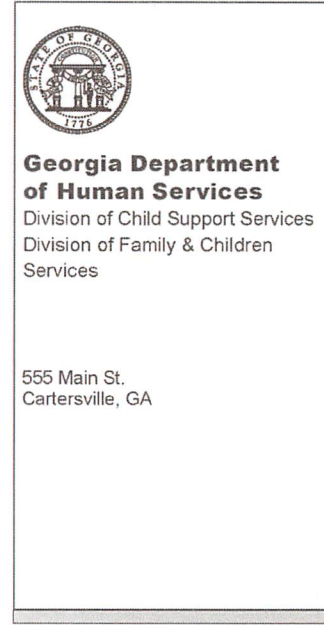 STATE OF GEORGIA
CONSTITUTION
1776
Georgia Department
of Human Services
Division of Child Support Services
Division of Family & Children
Services
555 Main St.
Cartersville, GA